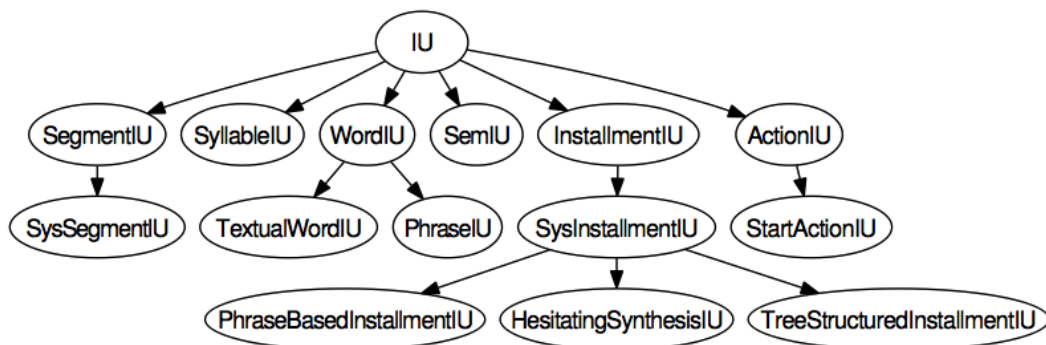 IU
SegmentIU
SyllableIU
WordIU
SemIU
InstallmentIU
ActionIU
SysSegmentIU
TextualWordIU
PhraseIU
SysInstallmentIU
StartActionIU
PhraseBasedInstallmentIU
HesitatingSynthesisIU
TreeStructuredInstallmentIU